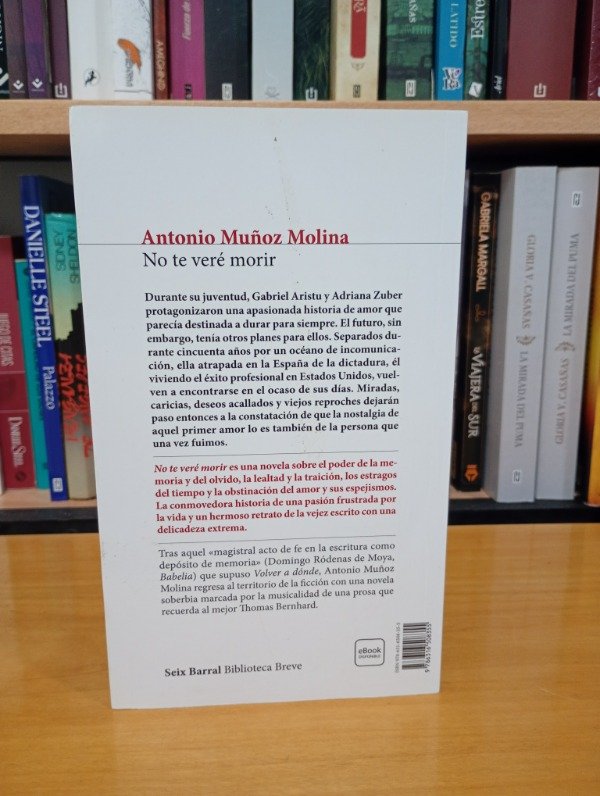 Antonio Muñoz Molina
No te veré morir
Durante su juventud, Gabriel Aristu y Adriana Zuber
protagonizaron una apasionada historia de amor que
parecía destinada a durar para siempre. El futuro, sin
embargo, tenía otros planes para ellos. Separados du-
rante cincuenta años por un océano de incomunica-
ción, ella atrapada en la España de la dictadura, él
viviendo el éxito profesional en Estados Unidos, vuel-
ven a encontrarse en el ocaso de sus días. Miradas,
caricias, deseos acallados y viejos reproches dejarán
paso entonces a la constatación de que la nostalgia de
aquel primer amor lo es también de la persona que
una vez fuimos.
No te veré morir es una novela sobre el poder de la me-
moria y del olvido, la lealtad y la traición, los estragos
del tiempo y la obstinación del amor y sus espejismos.
La conmovedora historia de una pasión frustrada por
la vida y un hermoso retrato de la vejez escrito con una
delicadeza extrema.
Tras aquel «magistral acto de fe en la escritura como
depósito de memoria» (Domingo Ródenas de Moya,
Babelia) que supuso Volver a dónde, Antonio Muñoz
Molina regresa al territorio de la ficción con una novela
soberbia marcada por la musicalidad de una prosa que
recuerda al mejor Thomas Bernhard.
Seix Barral Biblioteca Breve
eBook
DISPONIBLE
DANIELLE STEEL
Palazzo
SIDNEY
SHELDON
GABRIELA MARGALL
LA VIAJERA DEL SUR
GLORIA V. CASAÑAS
LA MIRADA DEL PUMA
GLORIA V. CASAÑAS
LA MIRADA DEL PUMA